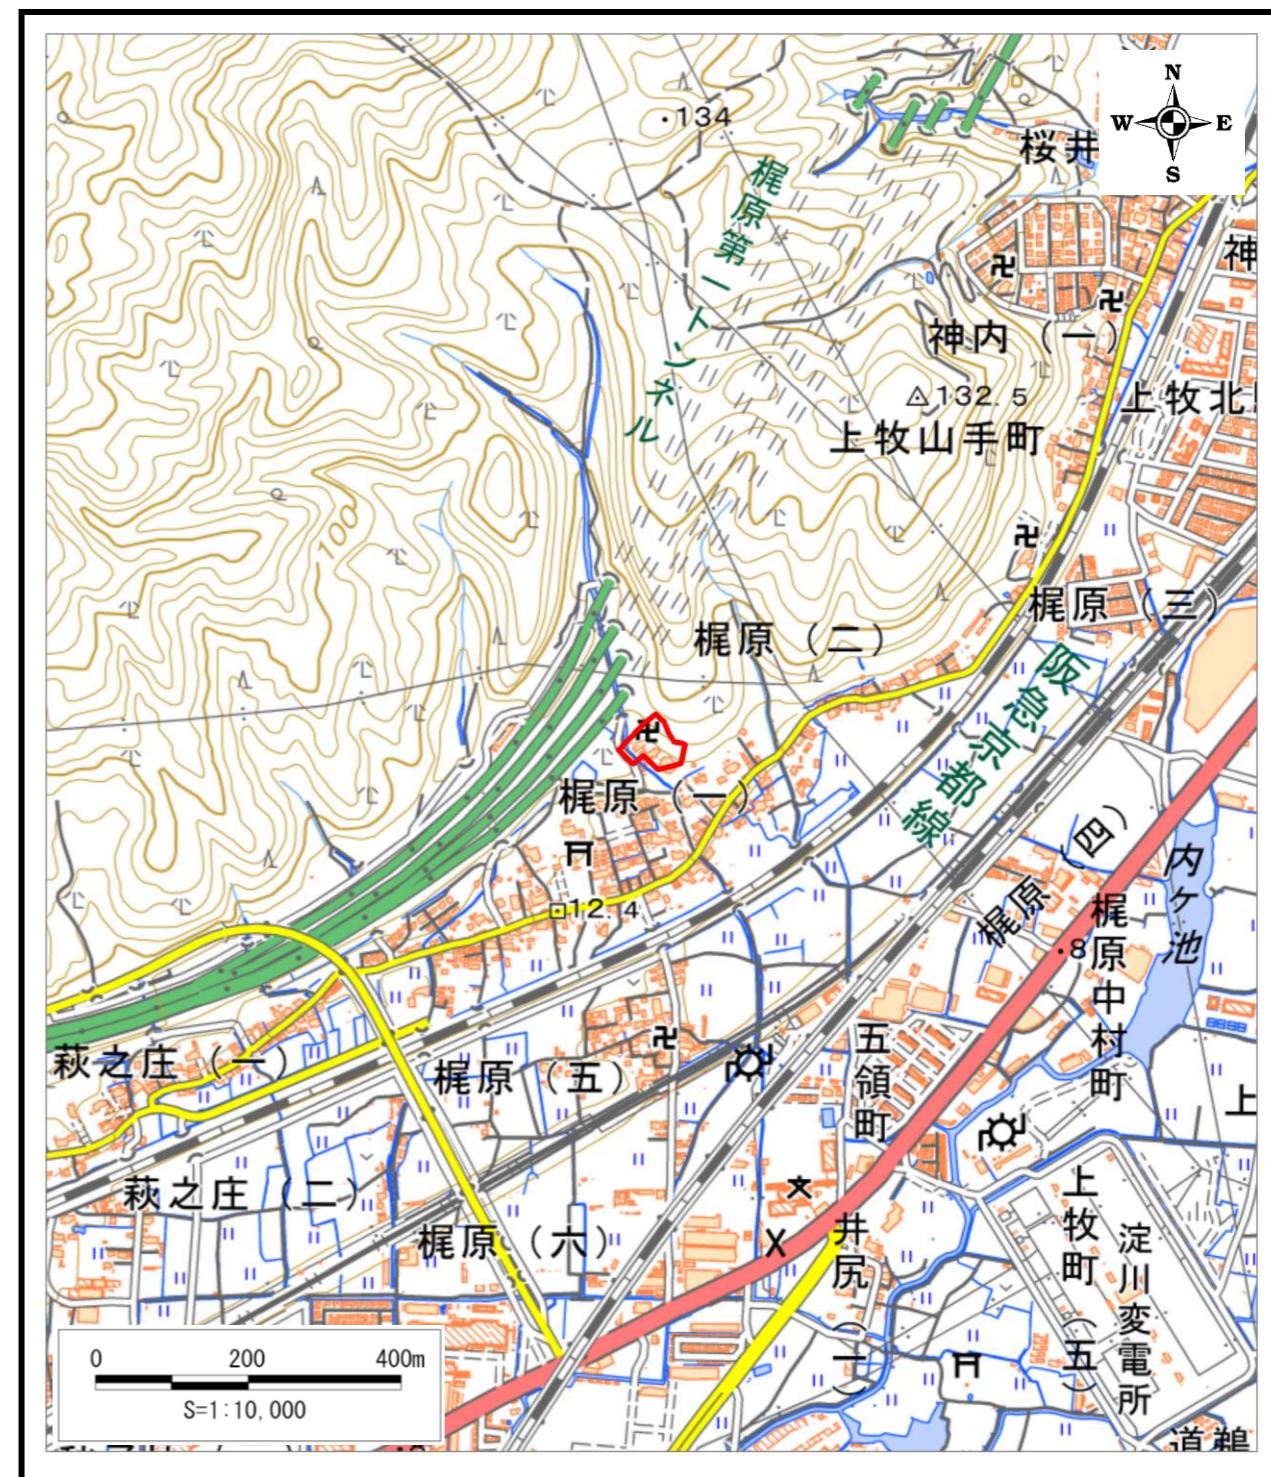 N
W E
S
・134
桜井
梶原第一トンネル
神
神内（一）
132.5
上牧北
上牧山手町
100
梶原（三）
梶原（二）
阪急京都線
梶原（一）
梶原（四）
内ヶ池
12.4
・8
梶原中村町
萩之庄（一）
梶原（五）
五領町
上
萩之庄（二）
梶原（六）
上牧町（五）
井尻（一）
淀川変電所
0 200 400m
S=1:10,000
道鵜